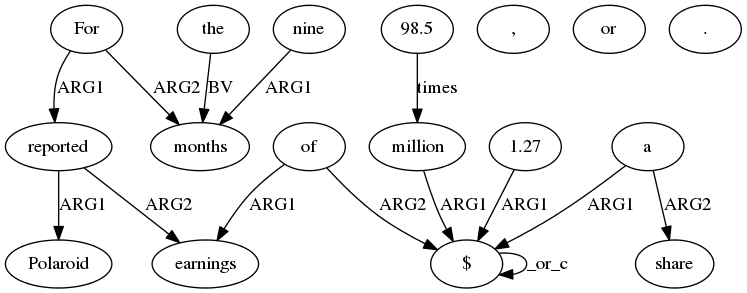 For the nine 98.5 , or .
ARG1 ARG2 BV ARG1 times
reported months of million 1.27 a
ARG1 ARG2 ARG1 ARG2 ARG1 ARG1 ARG1 ARG2
Polaroid earnings $ _or_c share